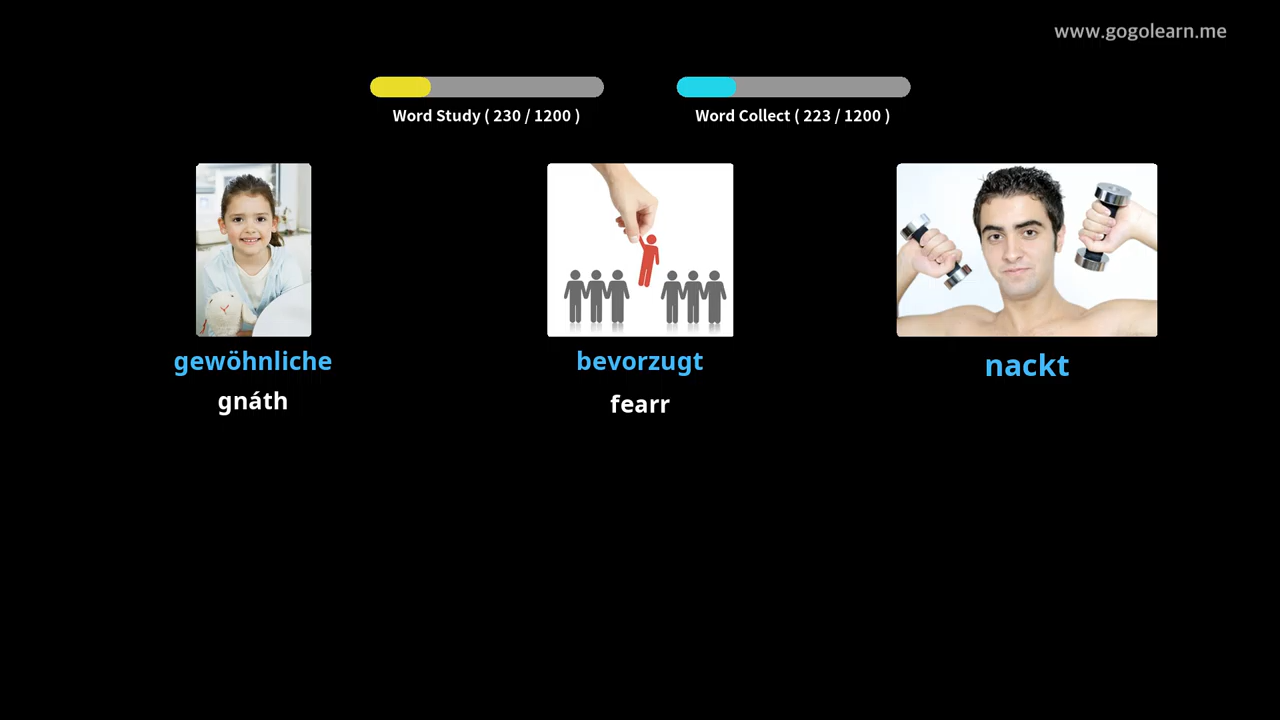 www.gogolearn.me
Word Study ( 230 / 1200 )
Word Collect ( 223 / 1200 )
gewöhnliche
bevorzugt
nackt
gnáth
fearr